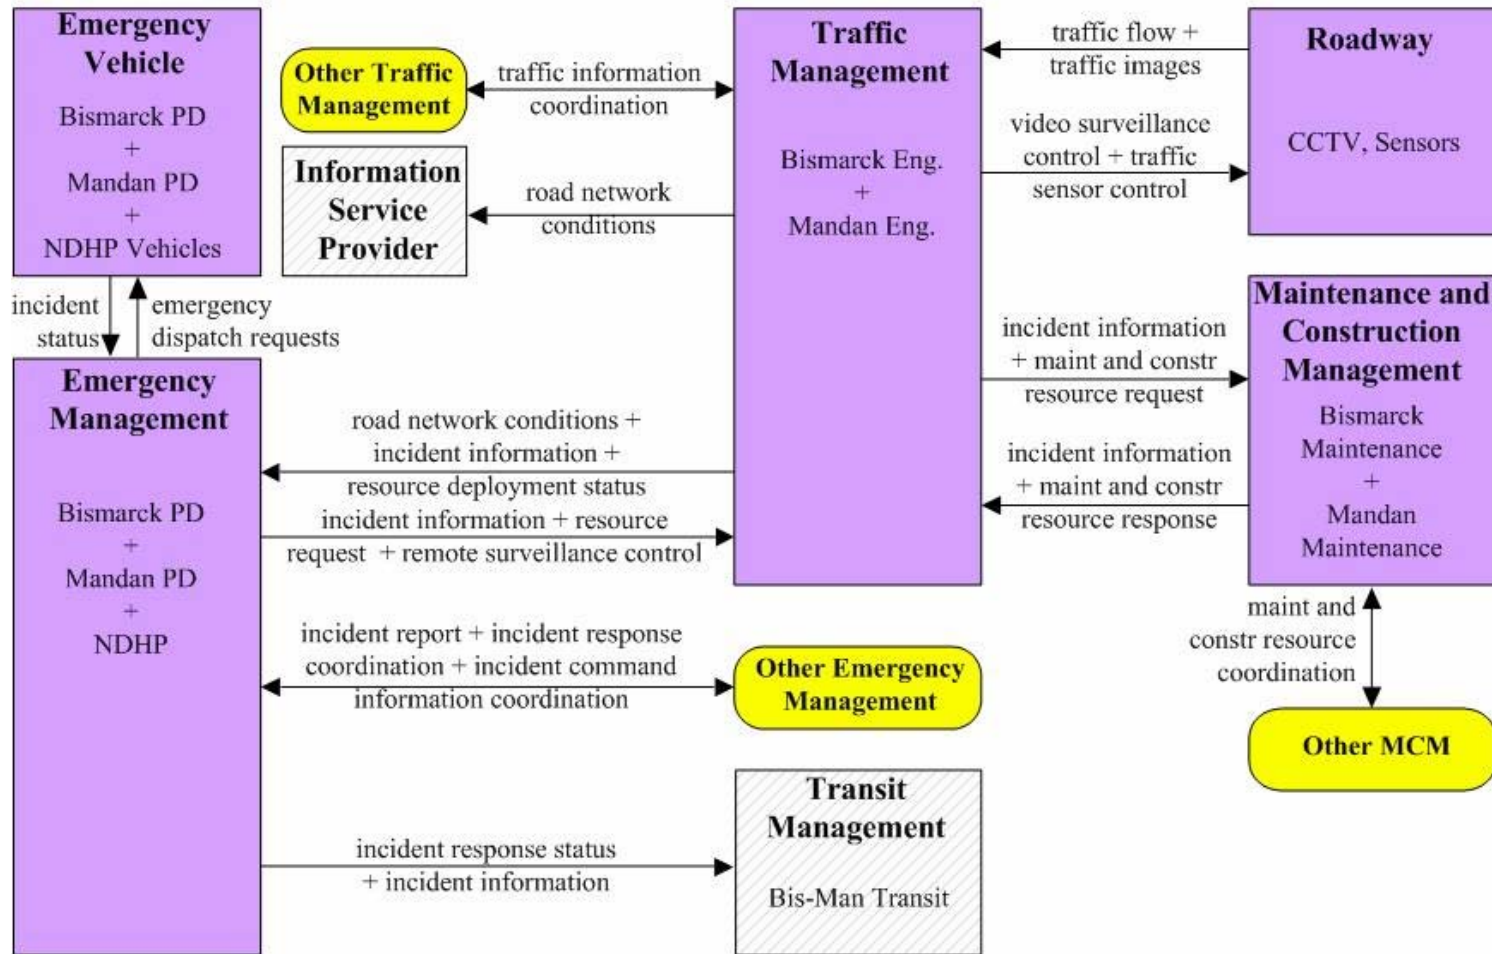 Emergency
Vehicle
Bismarck PD
+
Mandan PD
+
NDHP Vehicles
Other Traffic
Management
traffic information
coordination
Information
Service
Provider
road network
conditions
Traffic
Management
Bismarck Eng.
+
Mandan Eng.
traffic flow +
traffic images
video surveillance
control + traffic
sensor control
Roadway
CCTV, Sensors
incident
status
emergency
dispatch requests
Emergency
Management
Bismarck PD
+
Mandan PD
+
NDHP
road network conditions +
incident information +
resource deployment status
incident information + resource
request + remote surveillance control
incident information
+ maint and constr
resource request
incident information
+ maint and constr
resource response
Maintenance and
Construction
Management
Bismarck
Maintenance
+
Mandan
Maintenance
incident report + incident response
coordination + incident command
information coordination
Other Emergency
Management
maint and
constr resource
coordination
Other MCM
incident response status
+ incident information
Transit
Management
Bis-Man Transit